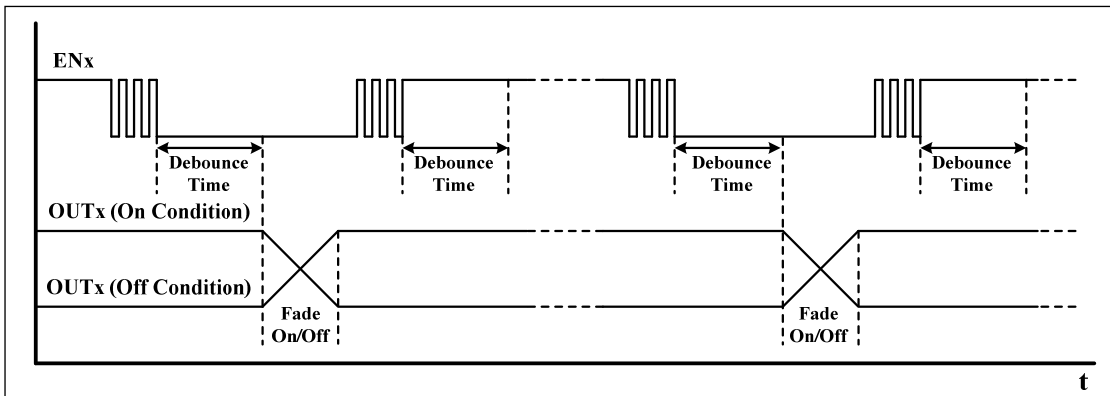 ENx
Debounce
Time
Debounce
Time
Debounce
Time
Debounce
Time
OUTx (On Condition)
OUTx (Off Condition)
Fade
On/Off
Fade
On/Off
t